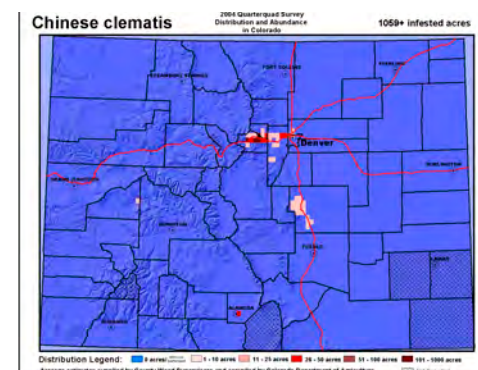 Chinese clematis
2004 Quarterquad Survey
Distribution and Abundance
in Colorado
1059+ infested acres
FORT COLLINS
STERLING
STEAMBOAT SPRINGS
Denver
BURLINGTON
GRAND JUNCTION
GUNNISON
PUEBLO
LAMAR
ALAMOSA
DURANGO
Distribution Legend: 0 acres 1 - 10 acres 11 - 25 acres 26 - 50 acres 51 - 100 acres 101 - 1000 acres